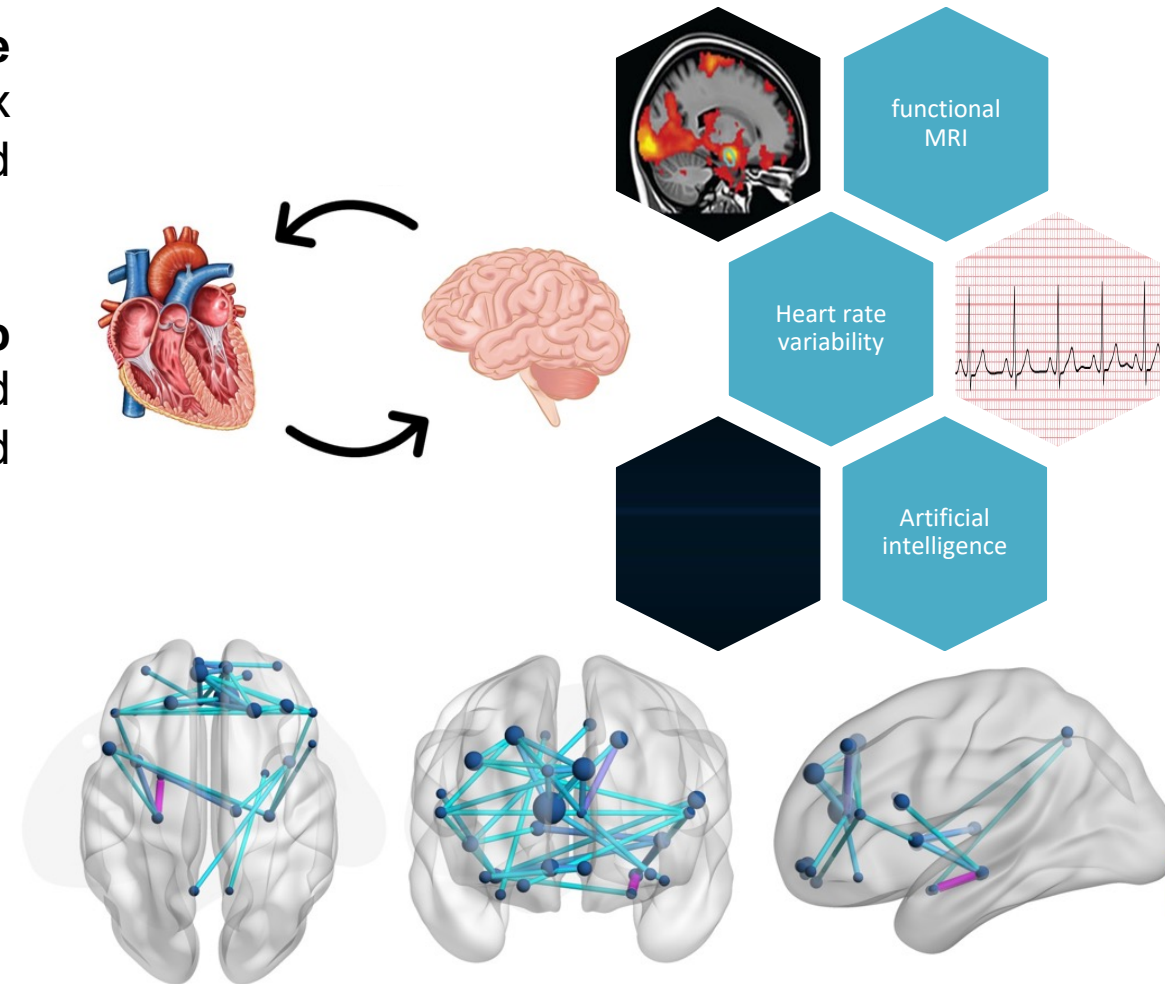 e
x
d
p
d
d
functional
MRI
Heart rate
variability
Artificial
intelligence